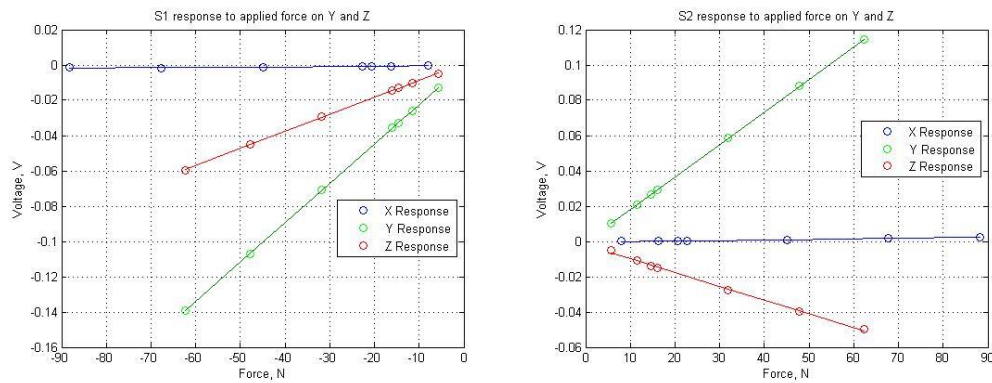 S1 response to applied force on Y and Z
0.02
0
-0.02
-0.04
-0.06
-0.08
-0.1
-0.12
-0.14
-0.16
Voltage, V
X Response
Y Response
Z Response
-90 -80 -70 -60 -50 -40 -30 -20 -10 0
Force, N
S2 response to applied force on Y and Z
0.12
0.1
0.08
0.06
0.04
0.02
0
-0.02
-0.04
-0.06
Voltage, V
X Response
Y Response
Z Response
0 10 20 30 40 50 60 70 80 90
Force, N